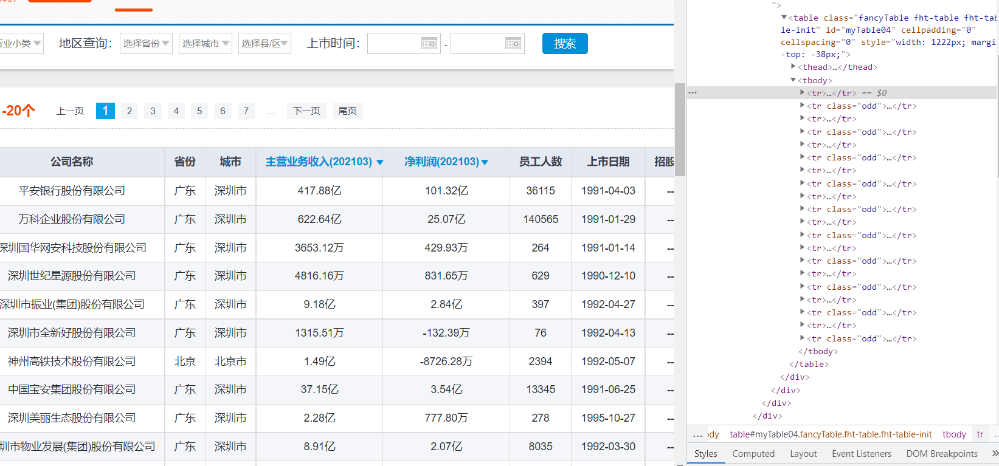 行业小类 地区查询： 选择省份 选择城市 选择县/区 上市时间： - 搜索
-20个 上一页 1 2 3 4 5 6 7 ... 下一页 尾页
公司名称 省份 城市 主营业务收入(202103) 净利润(202103) 员工人数 上市日期 招股
平安银行股份有限公司 广东 深圳市 417.88亿 101.32亿 36115 1991-04-03 --
万科企业股份有限公司 广东 深圳市 622.64亿 25.07亿 140565 1991-01-29 --
深圳国华网安科技股份有限公司 广东 深圳市 3653.12万 429.93万 264 1991-01-14 --
深圳世纪星源股份有限公司 广东 深圳市 4816.16万 831.65万 629 1990-12-10 --
深圳市振业(集团)股份有限公司 广东 深圳市 9.18亿 2.84亿 397 1992-04-27 --
深圳市全新好股份有限公司 广东 深圳市 1315.51万 -132.39万 76 1992-04-13 --
神州高铁技术股份有限公司 北京 北京市 1.49亿 -8726.28万 2394 1992-05-07 --
中国宝安集团股份有限公司 广东 深圳市 37.15亿 3.54亿 13345 1991-06-25 --
深圳美丽生态股份有限公司 广东 深圳市 2.28亿 777.80万 278 1995-10-27 --
圳市物业发展(集团)股份有限公司 广东 深圳市 8.91亿 2.07亿 8035 1992-03-30 --
">
<table class="fancyTable fht-table fht-tab
le-init" id="myTable04" cellpadding="0"
cellspacing="0" style="width: 1222px; margi
-top: -38px;">
<thead>…</thead>
<tbody>
… <tr>…</tr> == $0
<tr class="odd">…</tr>
<tr>…</tr>
<tr class="odd">…</tr>
<tr>…</tr>
<tr class="odd">…</tr>
<tr>…</tr>
<tr class="odd">…</tr>
<tr>…</tr>
<tr class="odd">…</tr>
<tr>…</tr>
<tr class="odd">…</tr>
<tr>…</tr>
<tr class="odd">…</tr>
<tr>…</tr>
<tr class="odd">…</tr>
<tr>…</tr>
<tr class="odd">…</tr>
<tr>…</tr>
<tr class="odd">…</tr>
</tbody>
</table>
</div>
</div>
</div>
</div>
... dy table#myTable04.fancyTable.fht-table.fht-table-init tbody tr ...
Styles Computed Layout Event Listeners DOM Breakpoints »